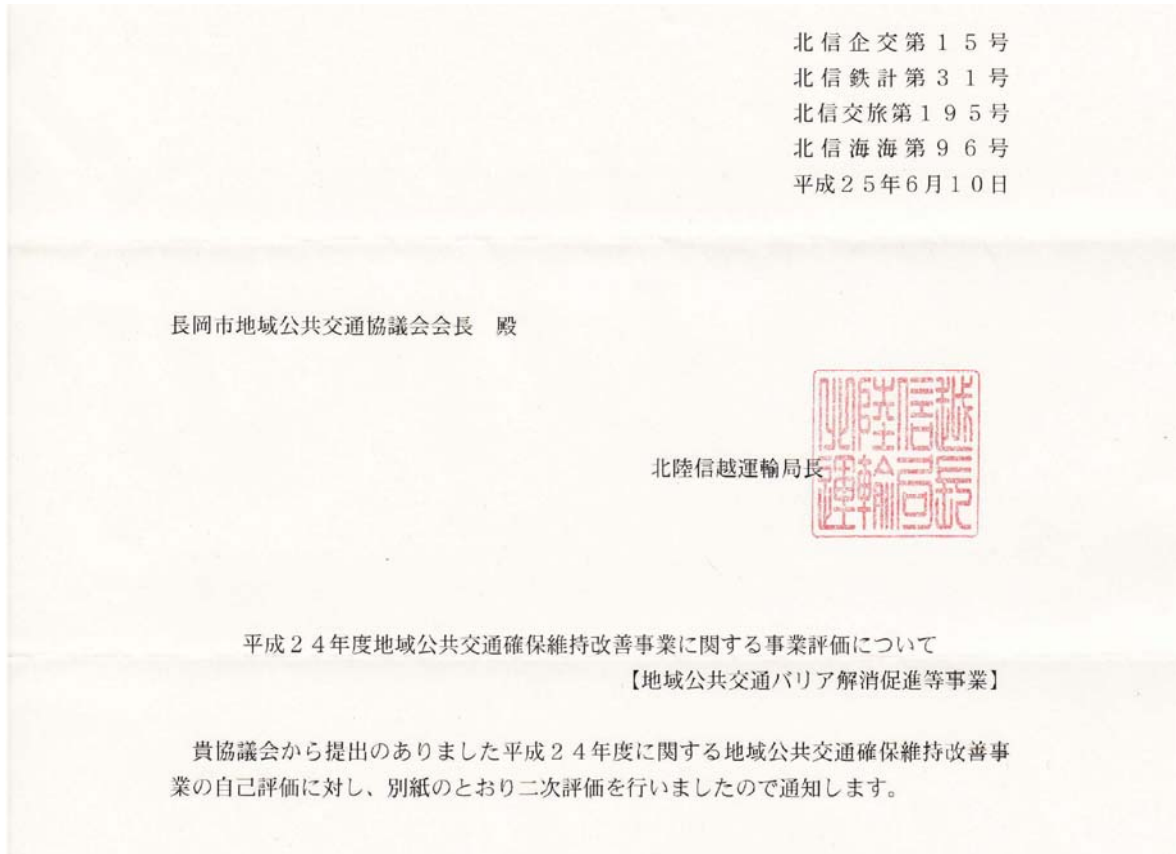 北信企交第１５号
北信鉄計第３１号
北信交旅第１９５号
北信海海第９６号
平成２５年６月１０日
長岡市地域公共交通協議会会長　殿
北陸信越運輸局長
北陸信越
運輸局長
平成２４年度地域公共交通確保維持改善事業に関する事業評価について
【地域公共交通バリア解消促進等事業】
貴協議会から提出のありました平成２４年度に関する地域公共交通確保維持改善事
業の自己評価に対し、別紙のとおり二次評価を行いましたので通知します。